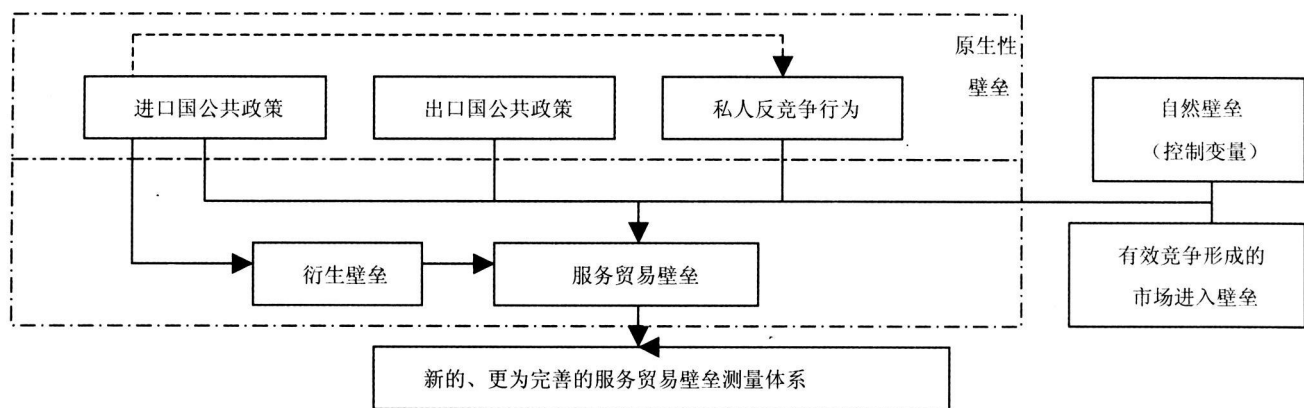 原生性
壁垒
进口国公共政策
出口国公共政策
私人反竞争行为
自然壁垒
（控制变量）
衍生壁垒
服务贸易壁垒
有效竞争形成的
市场进入壁垒
新的、更为完善的服务贸易壁垒测量体系